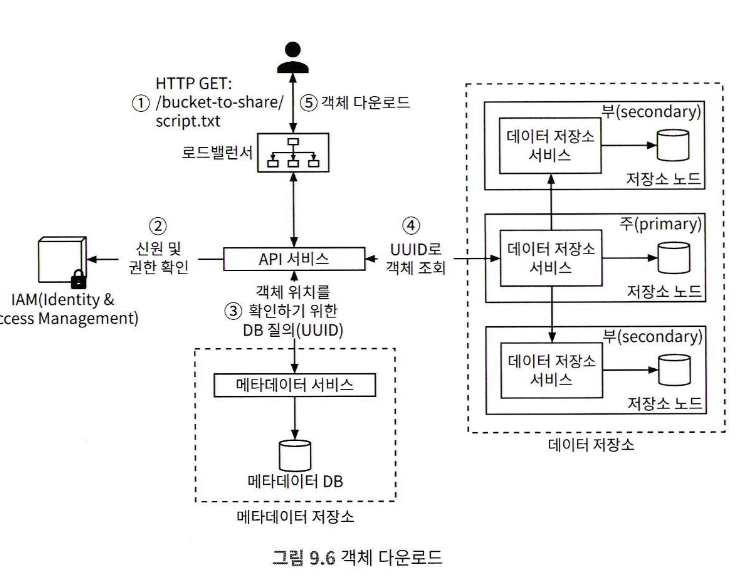 HTTP GET:
① /bucket-to-share/
script.txt
⑤ 객체 다운로드
로드밸런서
②
신원 및
권한 확인
IAM(Identity &
ccess Management)
API 서비스
④
UUID로
객체 조회
객체 위치를
③ 확인하기 위한
DB 질의(UUID)
메타데이터 서비스
메타데이터 DB
메타데이터 저장소
부(secondary)
데이터 저장소
서비스
저장소 노드
주(primary)
데이터 저장소
서비스
저장소 노드
부(secondary)
데이터 저장소
서비스
저장소 노드
데이터 저장소
그림 9.6 객체 다운로드